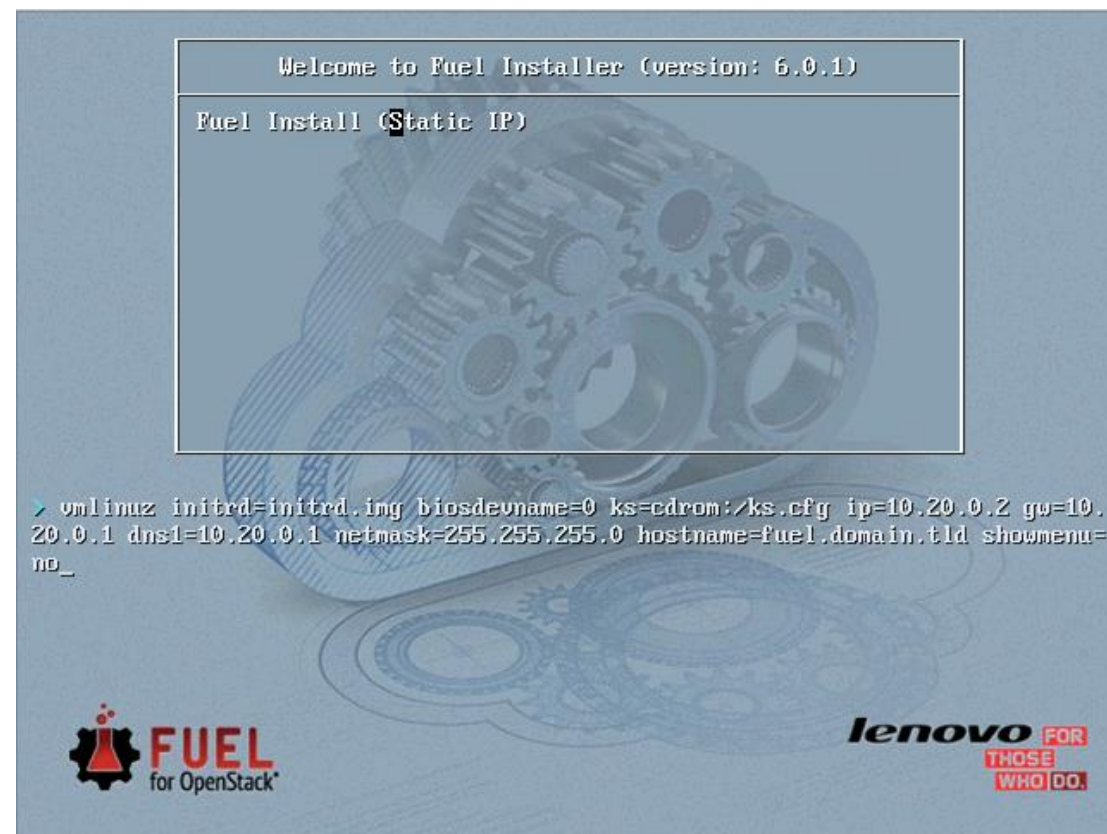 Welcome to Fuel Installer (version: 6.0.1)
Fuel Install (Static IP)
> vmlinuz initrd=initrd.img biosdevname=0 ks=cdrom:/ks.cfg ip=10.20.0.2 gw=10.
20.0.1 dns1=10.20.0.1 netmask=255.255.255.0 hostname=fuel.domain.tld showmenu=
no_
FUEL
for OpenStack
lenovo FOR
THOSE
WHO DO.